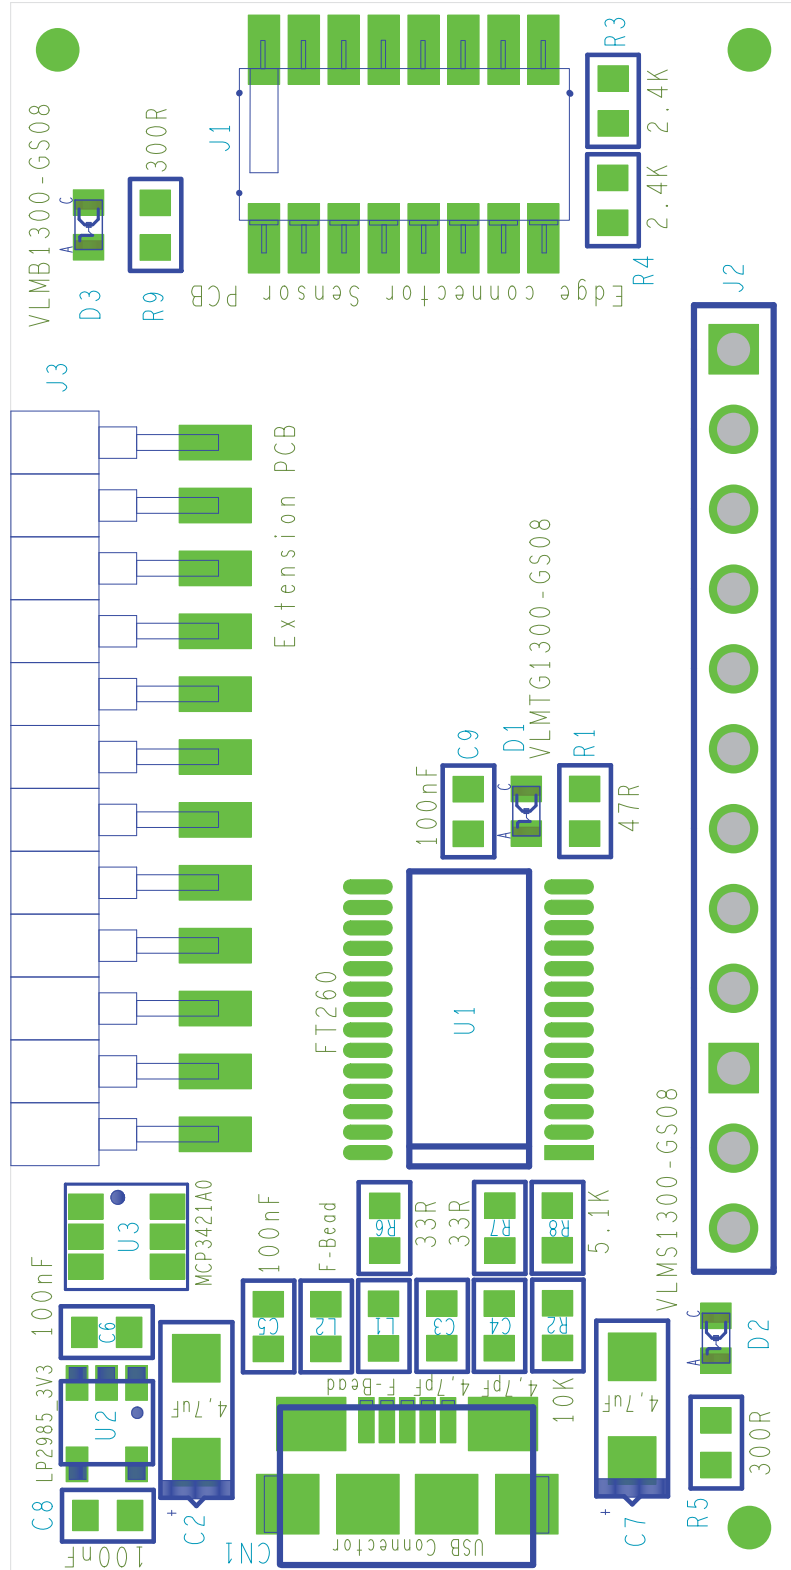 R3
2.4K
J1
300R
VLMB1300-GS08
C
A
D3
R9
2.4K
R4
Edge connector Sensor PCB
J2
J3
Extension PCB
VLMTG1300-GS08
D1
C9
R1
100nF
C
A
47R
FT260
U1
VLMS1300-GS08
MCP3421A0
U3
100nF
F-Bead
R6
33R
33R
R7
R8
5.1K
100nF
C6
C5
L2
L1
C3
C4
R2
C
A
D2
F-Bead
4,7pF
4,7pF
10K
LP2985_3V3
U2
4,7uF
4,7uF
300R
R5
C8
100nF
+
C2
CN1
USB Connector
+
C7